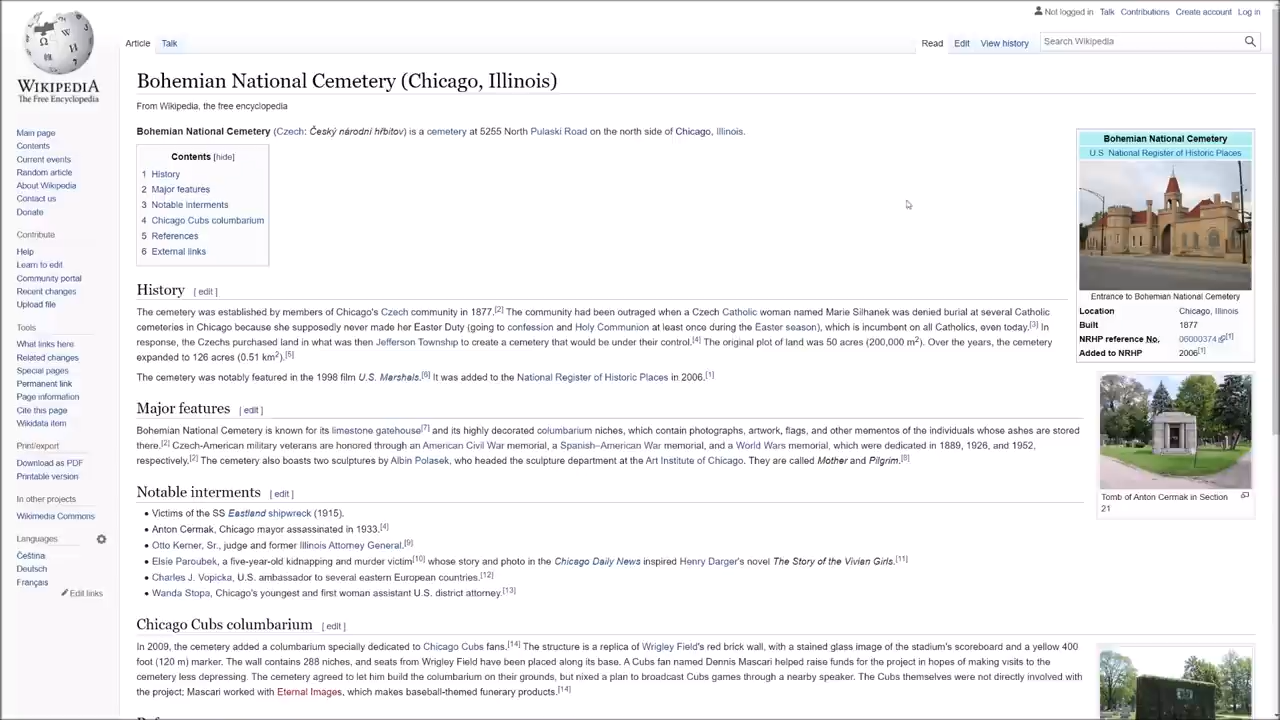 Not logged in Talk Contributions Create account Log in
Article Talk Read Edit View history Search Wikipedia
WIKIPEDIA
The Free Encyclopedia
Main page
Contents
Current events
Random article
About Wikipedia
Contact us
Donate
Contribute
Help
Learn to edit
Community portal
Recent changes
Upload file
Tools
What links here
Related changes
Special pages
Permanent link
Page information
Cite this page
Wikidata item
Print/export
Download as PDF
Printable version
In other projects
Wikimedia Commons
Languages
Čeština
Deutsch
Français
Edit links
Bohemian National Cemetery (Chicago, Illinois)
From Wikipedia, the free encyclopedia
Bohemian National Cemetery (Czech: Český národní hřbitov) is a cemetery at 5255 North Pulaski Road on the north side of Chicago, Illinois.
Contents [hide]
1 History
2 Major features
3 Notable interments
4 Chicago Cubs columbarium
5 References
6 External links
History [ edit ]
The cemetery was established by members of Chicago's Czech community in 1877.[2] The community had been outraged when a Czech Catholic woman named Marie Silhanek was denied burial at several Catholic
cemeteries in Chicago because she supposedly never made her Easter Duty (going to confession and Holy Communion at least once during the Easter season), which is incumbent on all Catholics, even today.[3] In
response, the Czechs purchased land in what was then Jefferson Township to create a cemetery that would be under their control.[4] The original plot of land was 50 acres (200,000 m2). Over the years, the cemetery
expanded to 126 acres (0.51 km2).[5]
The cemetery was notably featured in the 1998 film U.S. Marshals.[6] It was added to the National Register of Historic Places in 2006.[1]
Major features [ edit ]
Bohemian National Cemetery is known for its limestone gatehouse[7] and its highly decorated columbarium niches, which contain photographs, artwork, flags, and other mementos of the individuals whose ashes are stored
there.[2] Czech-American military veterans are honored through an American Civil War memorial, a Spanish–American War memorial, and a World Wars memorial, which were dedicated in 1889, 1926, and 1952,
respectively.[2] The cemetery also boasts two sculptures by Albin Polasek, who headed the sculpture department at the Art Institute of Chicago. They are called Mother and Pilgrim.[8]
Notable interments [ edit ]
• Victims of the SS Eastland shipwreck (1915).
• Anton Cermak, Chicago mayor assassinated in 1933.[4]
• Otto Kerner, Sr., judge and former Illinois Attorney General.[9]
• Elsie Paroubek, a five-year-old kidnapping and murder victim[10] whose story and photo in the Chicago Daily News inspired Henry Darger's novel The Story of the Vivian Girls.[11]
• Charles J. Vopicka, U.S. ambassador to several eastern European countries.[12]
• Wanda Stopa, Chicago's youngest and first woman assistant U.S. district attorney.[13]
Chicago Cubs columbarium [ edit ]
In 2009, the cemetery added a columbarium specially dedicated to Chicago Cubs fans.[14] The structure is a replica of Wrigley Field's red brick wall, with a stained glass image of the stadium's scoreboard and a yellow 400
foot (120 m) marker. The wall contains 288 niches, and seats from Wrigley Field have been placed along its base. A Cubs fan named Dennis Mascari helped raise funds for the project in hopes of making visits to the
cemetery less depressing. The cemetery agreed to let him build the columbarium on their grounds, but nixed a plan to broadcast Cubs games through a nearby speaker. The Cubs themselves were not directly involved with
the project; Mascari worked with Eternal Images, which makes baseball-themed funerary products.[14]
Bohemian National Cemetery
U.S. National Register of Historic Places
Entrance to Bohemian National Cemetery
Location Chicago, Illinois
Built 1877
NRHP reference No. 06000374[1]
Added to NRHP 2006[1]
Tomb of Anton Cermak in Section
21